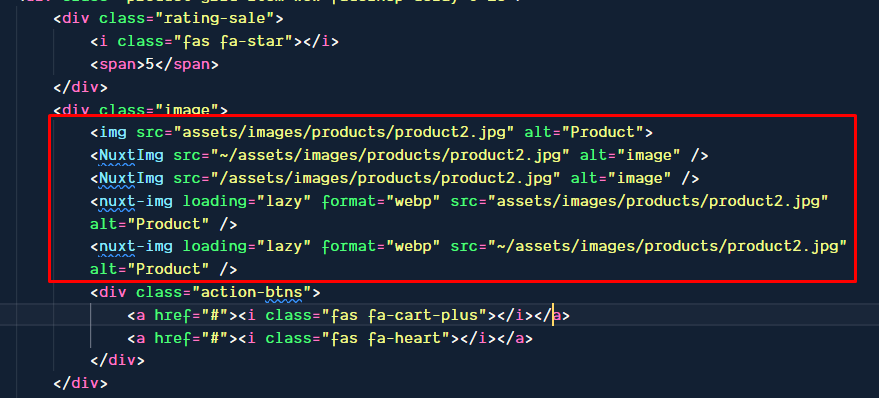 <div class="rating-sale">
<i class="fas fa-star"></i>
<span>5</span>
</div>
<div class="image">
<img src="assets/images/products/product2.jpg" alt="Product">
<NuxtImg src="~/assets/images/products/product2.jpg" alt="image" />
<NuxtImg src="/assets/images/products/product2.jpg" alt="image" />
<nuxt-img loading="lazy" format="webp" src="assets/images/products/product2.jpg"
alt="Product" />
<nuxt-img loading="lazy" format="webp" src="~/assets/images/products/product2.jpg"
alt="Product" />
<div class="action-btns">
<a href="#"><i class="fas fa-cart-plus"></i></a>
<a href="#"><i class="fas fa-heart"></i></a>
</div>
</div>